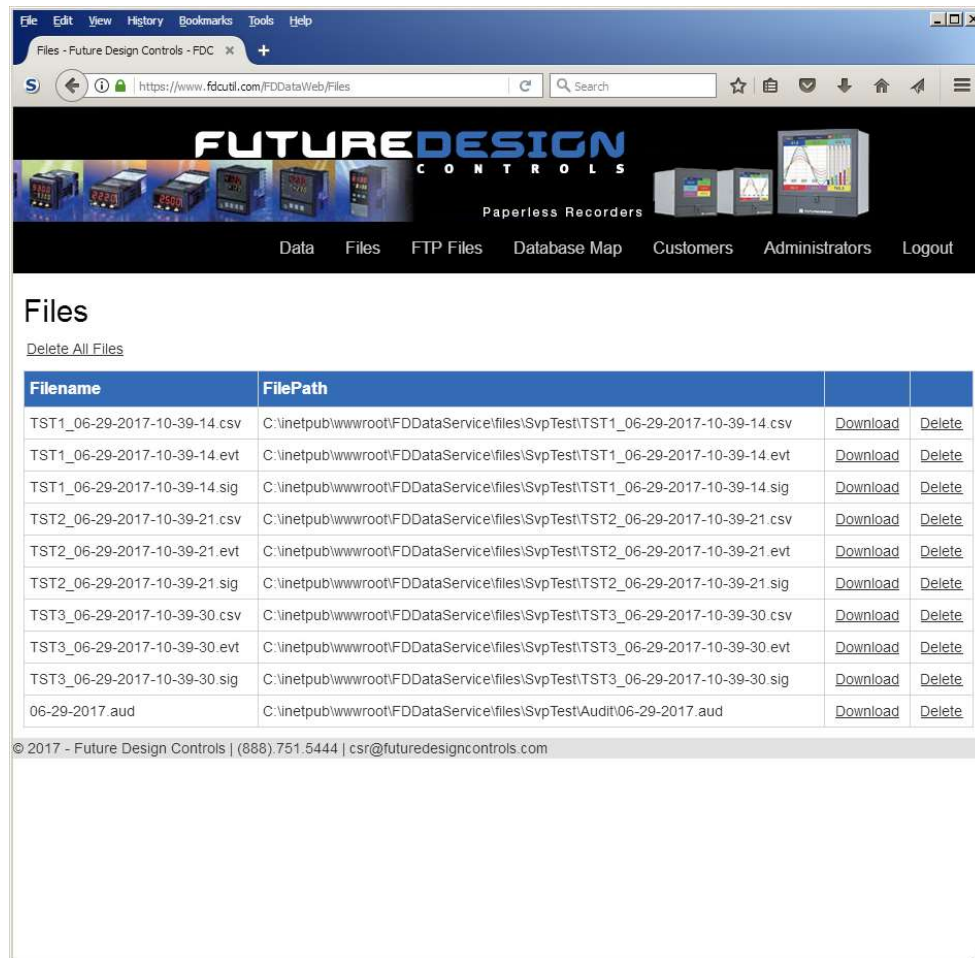 File Edit View History Bookmarks Tools Help
Files - Future Design Controls - FDC
https://www.fdcutil.com/FDDataWeb/Files Search
FUTUREDESIGN
CONTROLS
Paperless Recorders
Data Files FTP Files Database Map Customers Administrators Logout
Files
Delete All Files
Filename FilePath
TST1_06-29-2017-10-39-14.csv C:\inetpub\wwwroot\FDDataService\files\SvpTest\TST1_06-29-2017-10-39-14.csv Download Delete
TST1_06-29-2017-10-39-14.evt C:\inetpub\wwwroot\FDDataService\files\SvpTest\TST1_06-29-2017-10-39-14.evt Download Delete
TST1_06-29-2017-10-39-14.sig C:\inetpub\wwwroot\FDDataService\files\SvpTest\TST1_06-29-2017-10-39-14.sig Download Delete
TST2_06-29-2017-10-39-21.csv C:\inetpub\wwwroot\FDDataService\files\SvpTest\TST2_06-29-2017-10-39-21.csv Download Delete
TST2_06-29-2017-10-39-21.evt C:\inetpub\wwwroot\FDDataService\files\SvpTest\TST2_06-29-2017-10-39-21.evt Download Delete
TST2_06-29-2017-10-39-21.sig C:\inetpub\wwwroot\FDDataService\files\SvpTest\TST2_06-29-2017-10-39-21.sig Download Delete
TST3_06-29-2017-10-39-30.csv C:\inetpub\wwwroot\FDDataService\files\SvpTest\TST3_06-29-2017-10-39-30.csv Download Delete
TST3_06-29-2017-10-39-30.evt C:\inetpub\wwwroot\FDDataService\files\SvpTest\TST3_06-29-2017-10-39-30.evt Download Delete
TST3_06-29-2017-10-39-30.sig C:\inetpub\wwwroot\FDDataService\files\SvpTest\TST3_06-29-2017-10-39-30.sig Download Delete
06-29-2017.aud C:\inetpub\wwwroot\FDDataService\files\SvpTest\Audit\06-29-2017.aud Download Delete
© 2017 - Future Design Controls | (888).751.5444 | csr@futuredesigncontrols.com